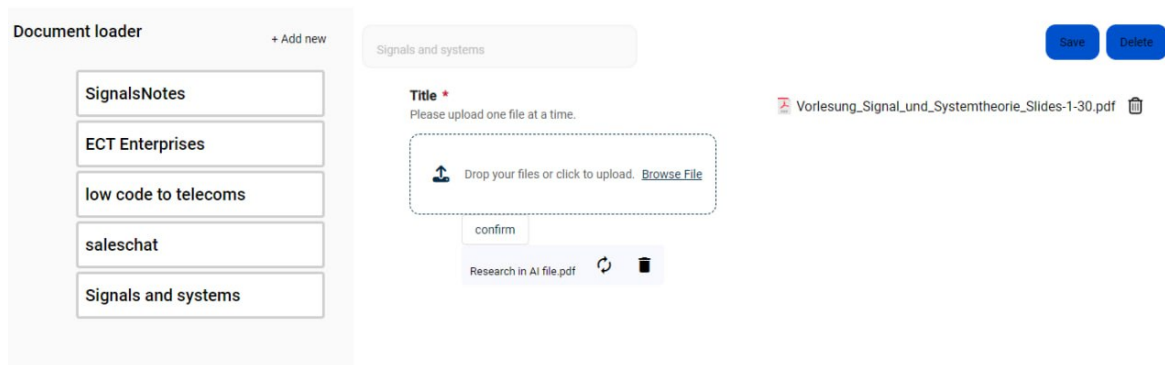 Document loader
+ Add new
SignalsNotes
ECT Enterprises
low code to telecoms
saleschat
Signals and systems
Signals and systems
Save
Delete
Title *
Please upload one file at a time.
Drop your files or click to upload. Browse File
confirm
Research in AI file.pdf
Vorlesung_Signal_und_Systemtheorie_Slides-1-30.pdf